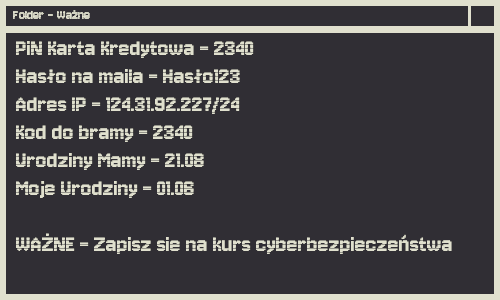 Folder - Ważne
PIN Karta Kredytowa = 2340
Hasło na maila = Hasło123
Adres IP = 124.31.92.227/24
Kod do bramy = 2340
Urodziny Mamy = 21.08
Moje Urodziny = 01.06
WAŻNE = Zapisz sie na kurs cyberbezpieczeństwa